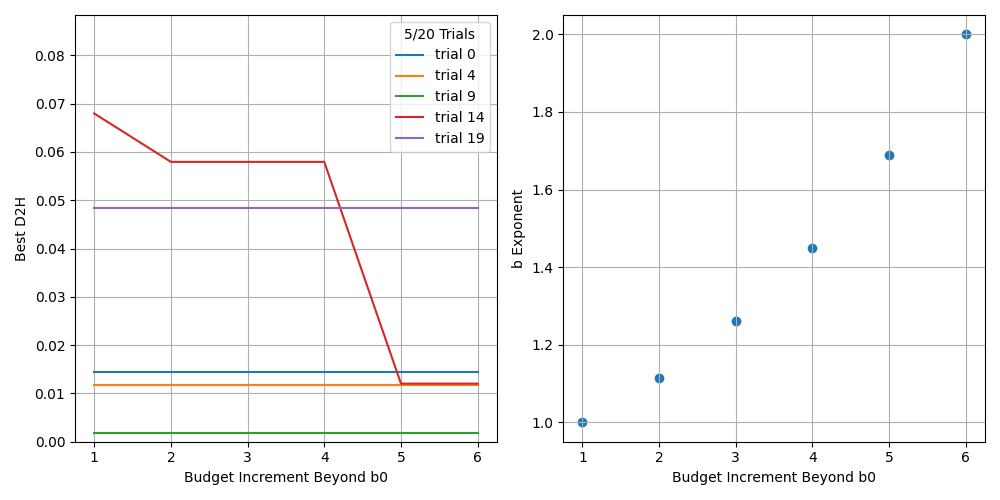 5/20 Trials
trial 0
trial 4
trial 9
trial 14
trial 19
0.08
0.07
0.06
0.05
0.04
0.03
0.02
0.01
0.00
Best D2H
1 2 3 4 5 6
Budget Increment Beyond b0
2.0
1.8
1.6
1.4
1.2
1.0
b Exponent
1 2 3 4 5 6
Budget Increment Beyond b0